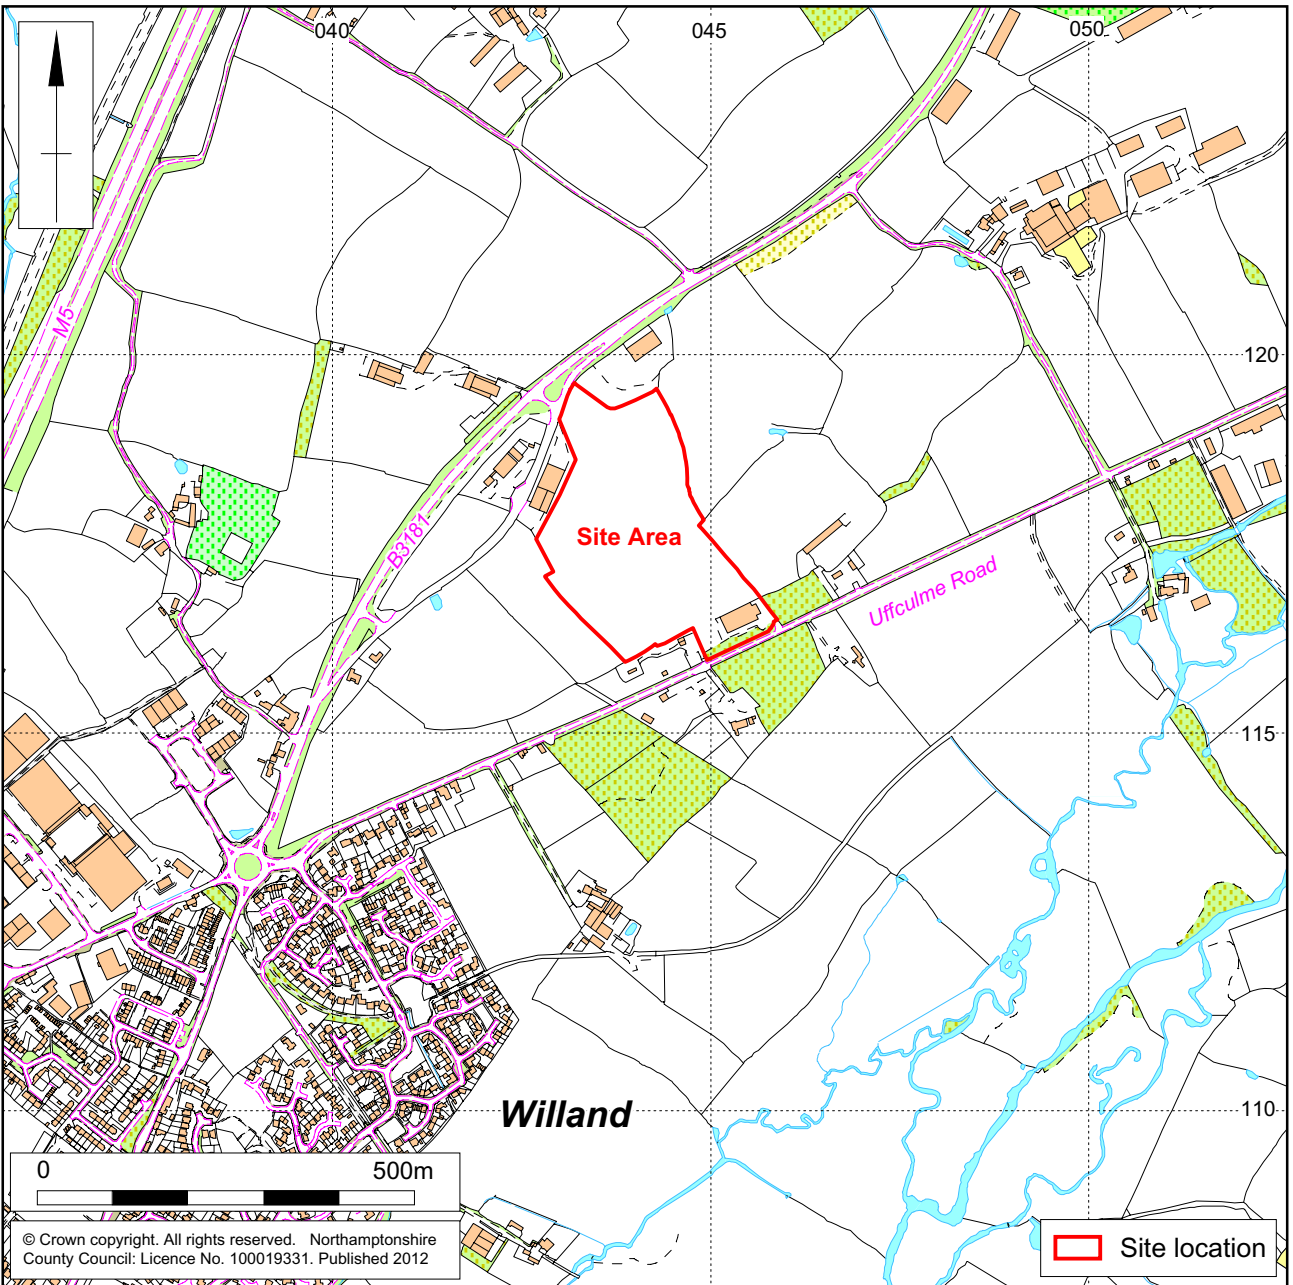 040
045
050
M5
120
B3181
Site Area
Uffculme Road
115
Willand
110
0 500m
© Crown copyright. All rights reserved. Northamptonshire
County Council: Licence No. 100019331. Published 2012
Site location